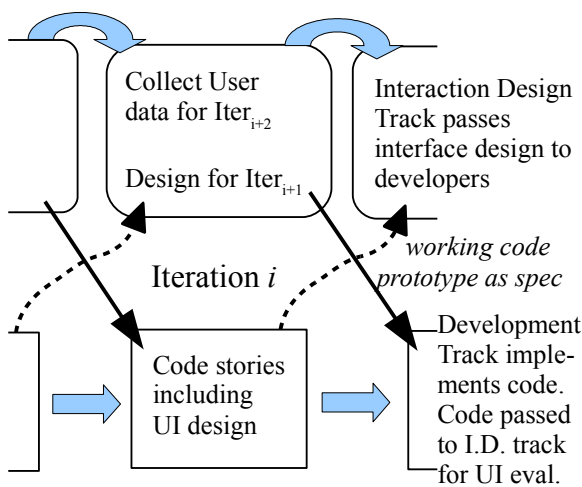 Collect User
data for Iter i+2
Design for Iter i+1
Interaction Design
Track passes
interface design to
developers
working code
prototype as spec
Iteration i
Code stories
including
UI design
Development
Track imple-
ments code.
Code passed
to I.D. track
for UI eval.